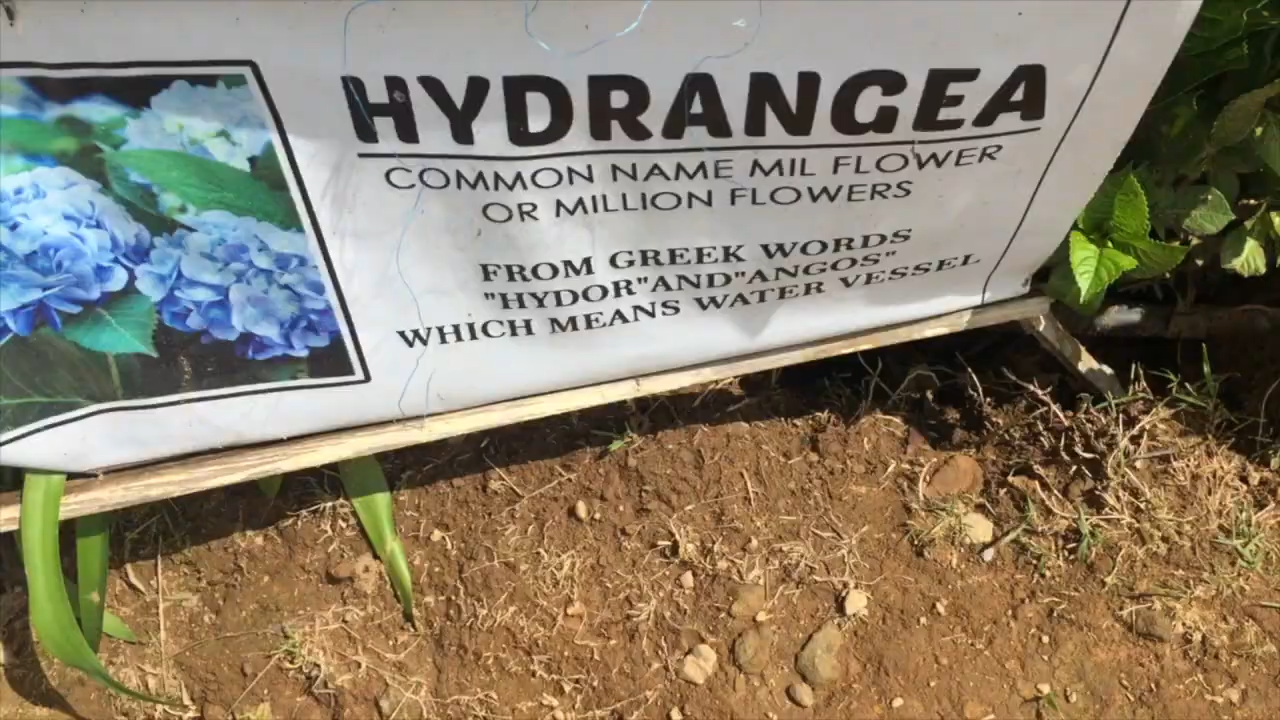 HYDRANGEA
COMMON NAME MIL FLOWER
OR MILLION FLOWERS
FROM GREEK WORDS
"HYDOR"AND"ANGOS"
WHICH MEANS WATER VESSEL